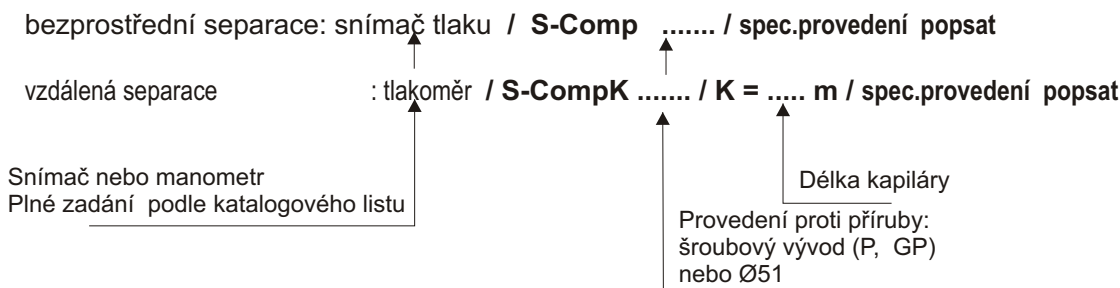 bezprostřední separace: snímač tlaku / S-Comp ....... / spec.provedení popsat
vzdálená separace : tlakoměr / S-CompK ....... / K = ..... m / spec.provedení popsat
Snímač nebo manometr
Plné zadání podle katalogového listu
Délka kapiláry
Provedení proti příruby:
šroubový vývod (P, GP)
nebo Ø51